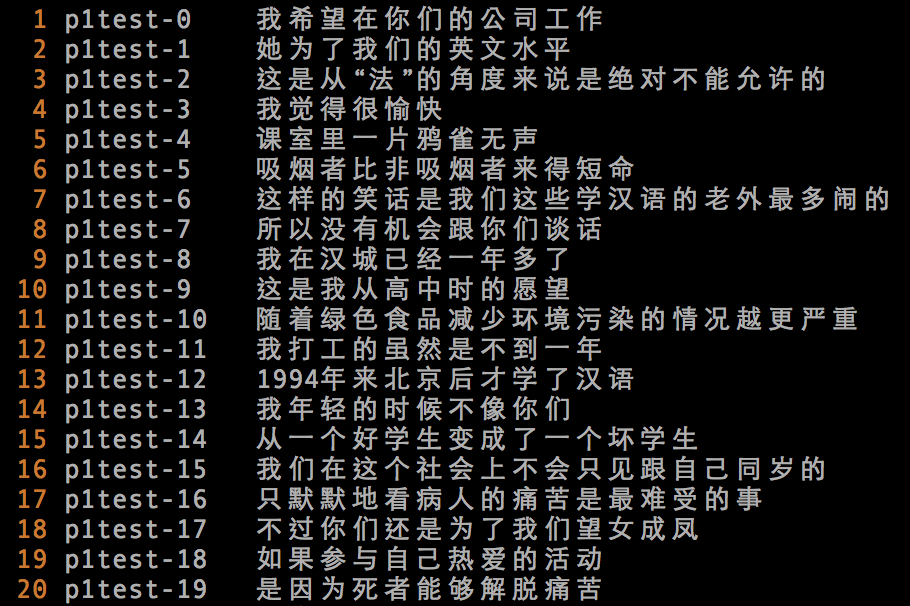 1 p1test-0 我希望在你们的公司工作
2 p1test-1 她为了我们的英文水平
3 p1test-2 这是从“法”的角度来说是绝对不能允许的
4 p1test-3 我觉得很愉快
5 p1test-4 课室里一片鸦雀无声
6 p1test-5 吸烟者比非吸烟者来得短命
7 p1test-6 这样的笑话是我们这些学汉语的老外最多闹的
8 p1test-7 所以没有机会跟你们谈话
9 p1test-8 我在汉城已经一年多了
10 p1test-9 这是我从高中时的愿望
11 p1test-10 随着绿色食品减少环境污染的情况越更严重
12 p1test-11 我打工的虽然是不到一年
13 p1test-12 1994年来北京后才学了汉语
14 p1test-13 我年轻的时候不像你们
15 p1test-14 从一个好学生变成了一个坏学生
16 p1test-15 我们在这个社会上不会只见跟自己同岁的
17 p1test-16 只默默地看病人的痛苦是最难受的事
18 p1test-17 不过你们还是为了我们望女成凤
19 p1test-18 如果参与自己热爱的活动
20 p1test-19 是因为死者能够解脱痛苦